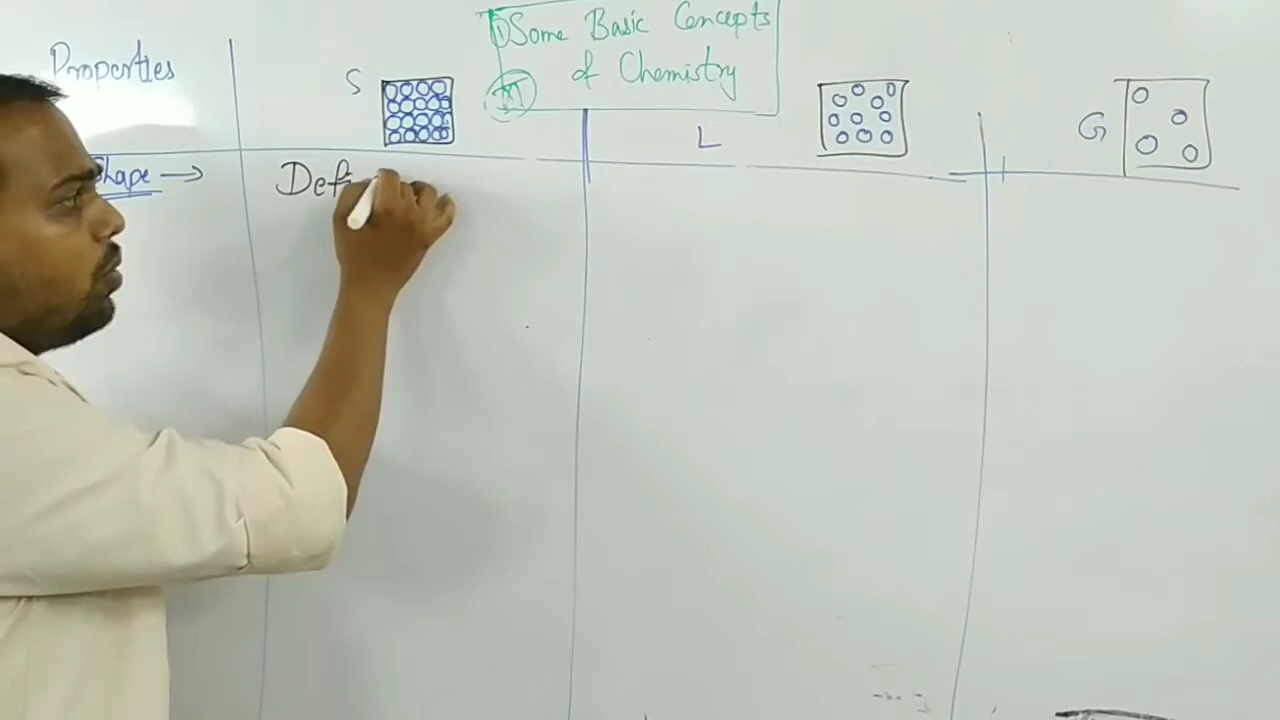 1) Some Basic Concepts
of Chemistry
Properties
S
L
G
Shape →
Def